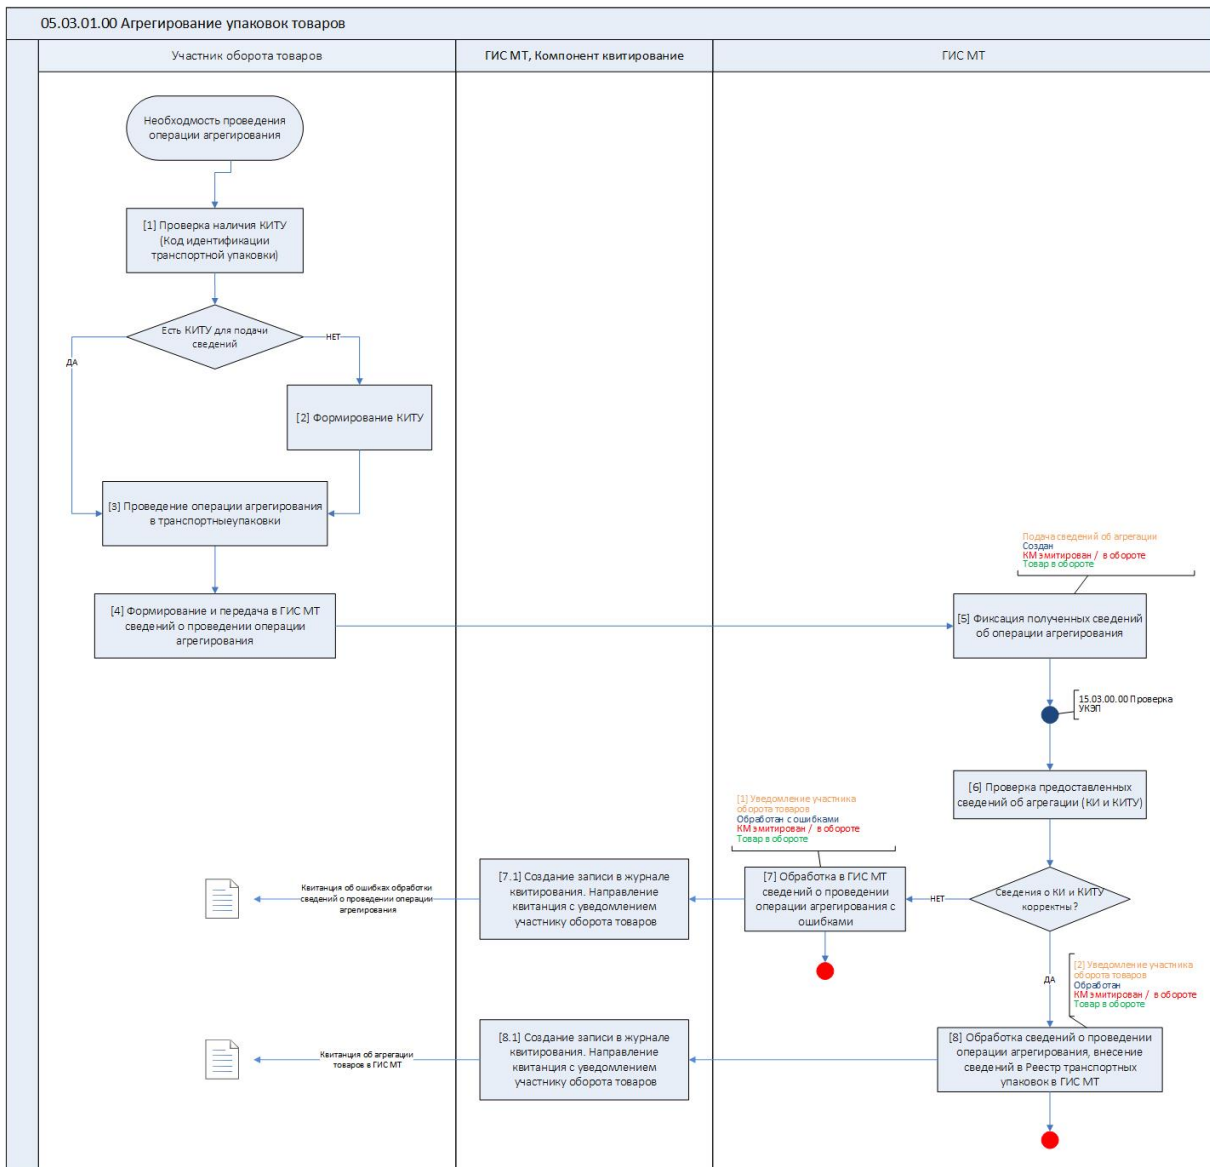 05.03.01.00 Агрегирование упаковок товаров
Участник оборота товаров
ГИС МТ, Компонент квитирование
ГИС МТ
Необходимость проведения
операции агрегирования
[1] Проверка наличия КИТУ
(Код идентификации
транспортной упаковки)
Есть КИТУ для подачи
сведений
НЕТ
ДА
[2] Формирование КИТУ
[3] Проведение операции агрегирования
в транспортныеупаковки
[4] Формирование и передача в ГИС МТ
сведений о проведении операции
агрегирования
Подача сведений об агрегации
Создан
КМ эмитирован / в обороте
Товар в обороте
[5] Фиксация полученных сведений
об операции агрегирования
15.03.00.00 Проверка
УКЭП
[6] Проверка предоставленных
сведений об агрегации (КИ и КИТУ)
Сведения о КИ и КИТУ
корректны?
НЕТ
ДА
[1] Уведомление участника
оборота товаров
Обработан с ошибками
КМ эмитирован / в обороте
Товар в обороте
[7] Обработка в ГИС МТ
сведений о проведении
операции агрегирования с
ошибками
[7.1] Создание записи в журнале
квитирования. Направление
квитанция с уведомлением
участнику оборота товаров
Квитанция об ошибках обработки
сведений о проведении операции
агрегирования
[2] Уведомление участника
оборота товаров
Обработан
КМ эмитирован / в обороте
Товар в обороте
[8] Обработка сведений о проведении
операции агрегирования, внесение
сведений в Реестр транспортных
упаковок в ГИС МТ
[8.1] Создание записи в журнале
квитирования. Направление
квитанция с уведомлением
участнику оборота товаров
Квитанция об агрегации
товаров в ГИС МТ